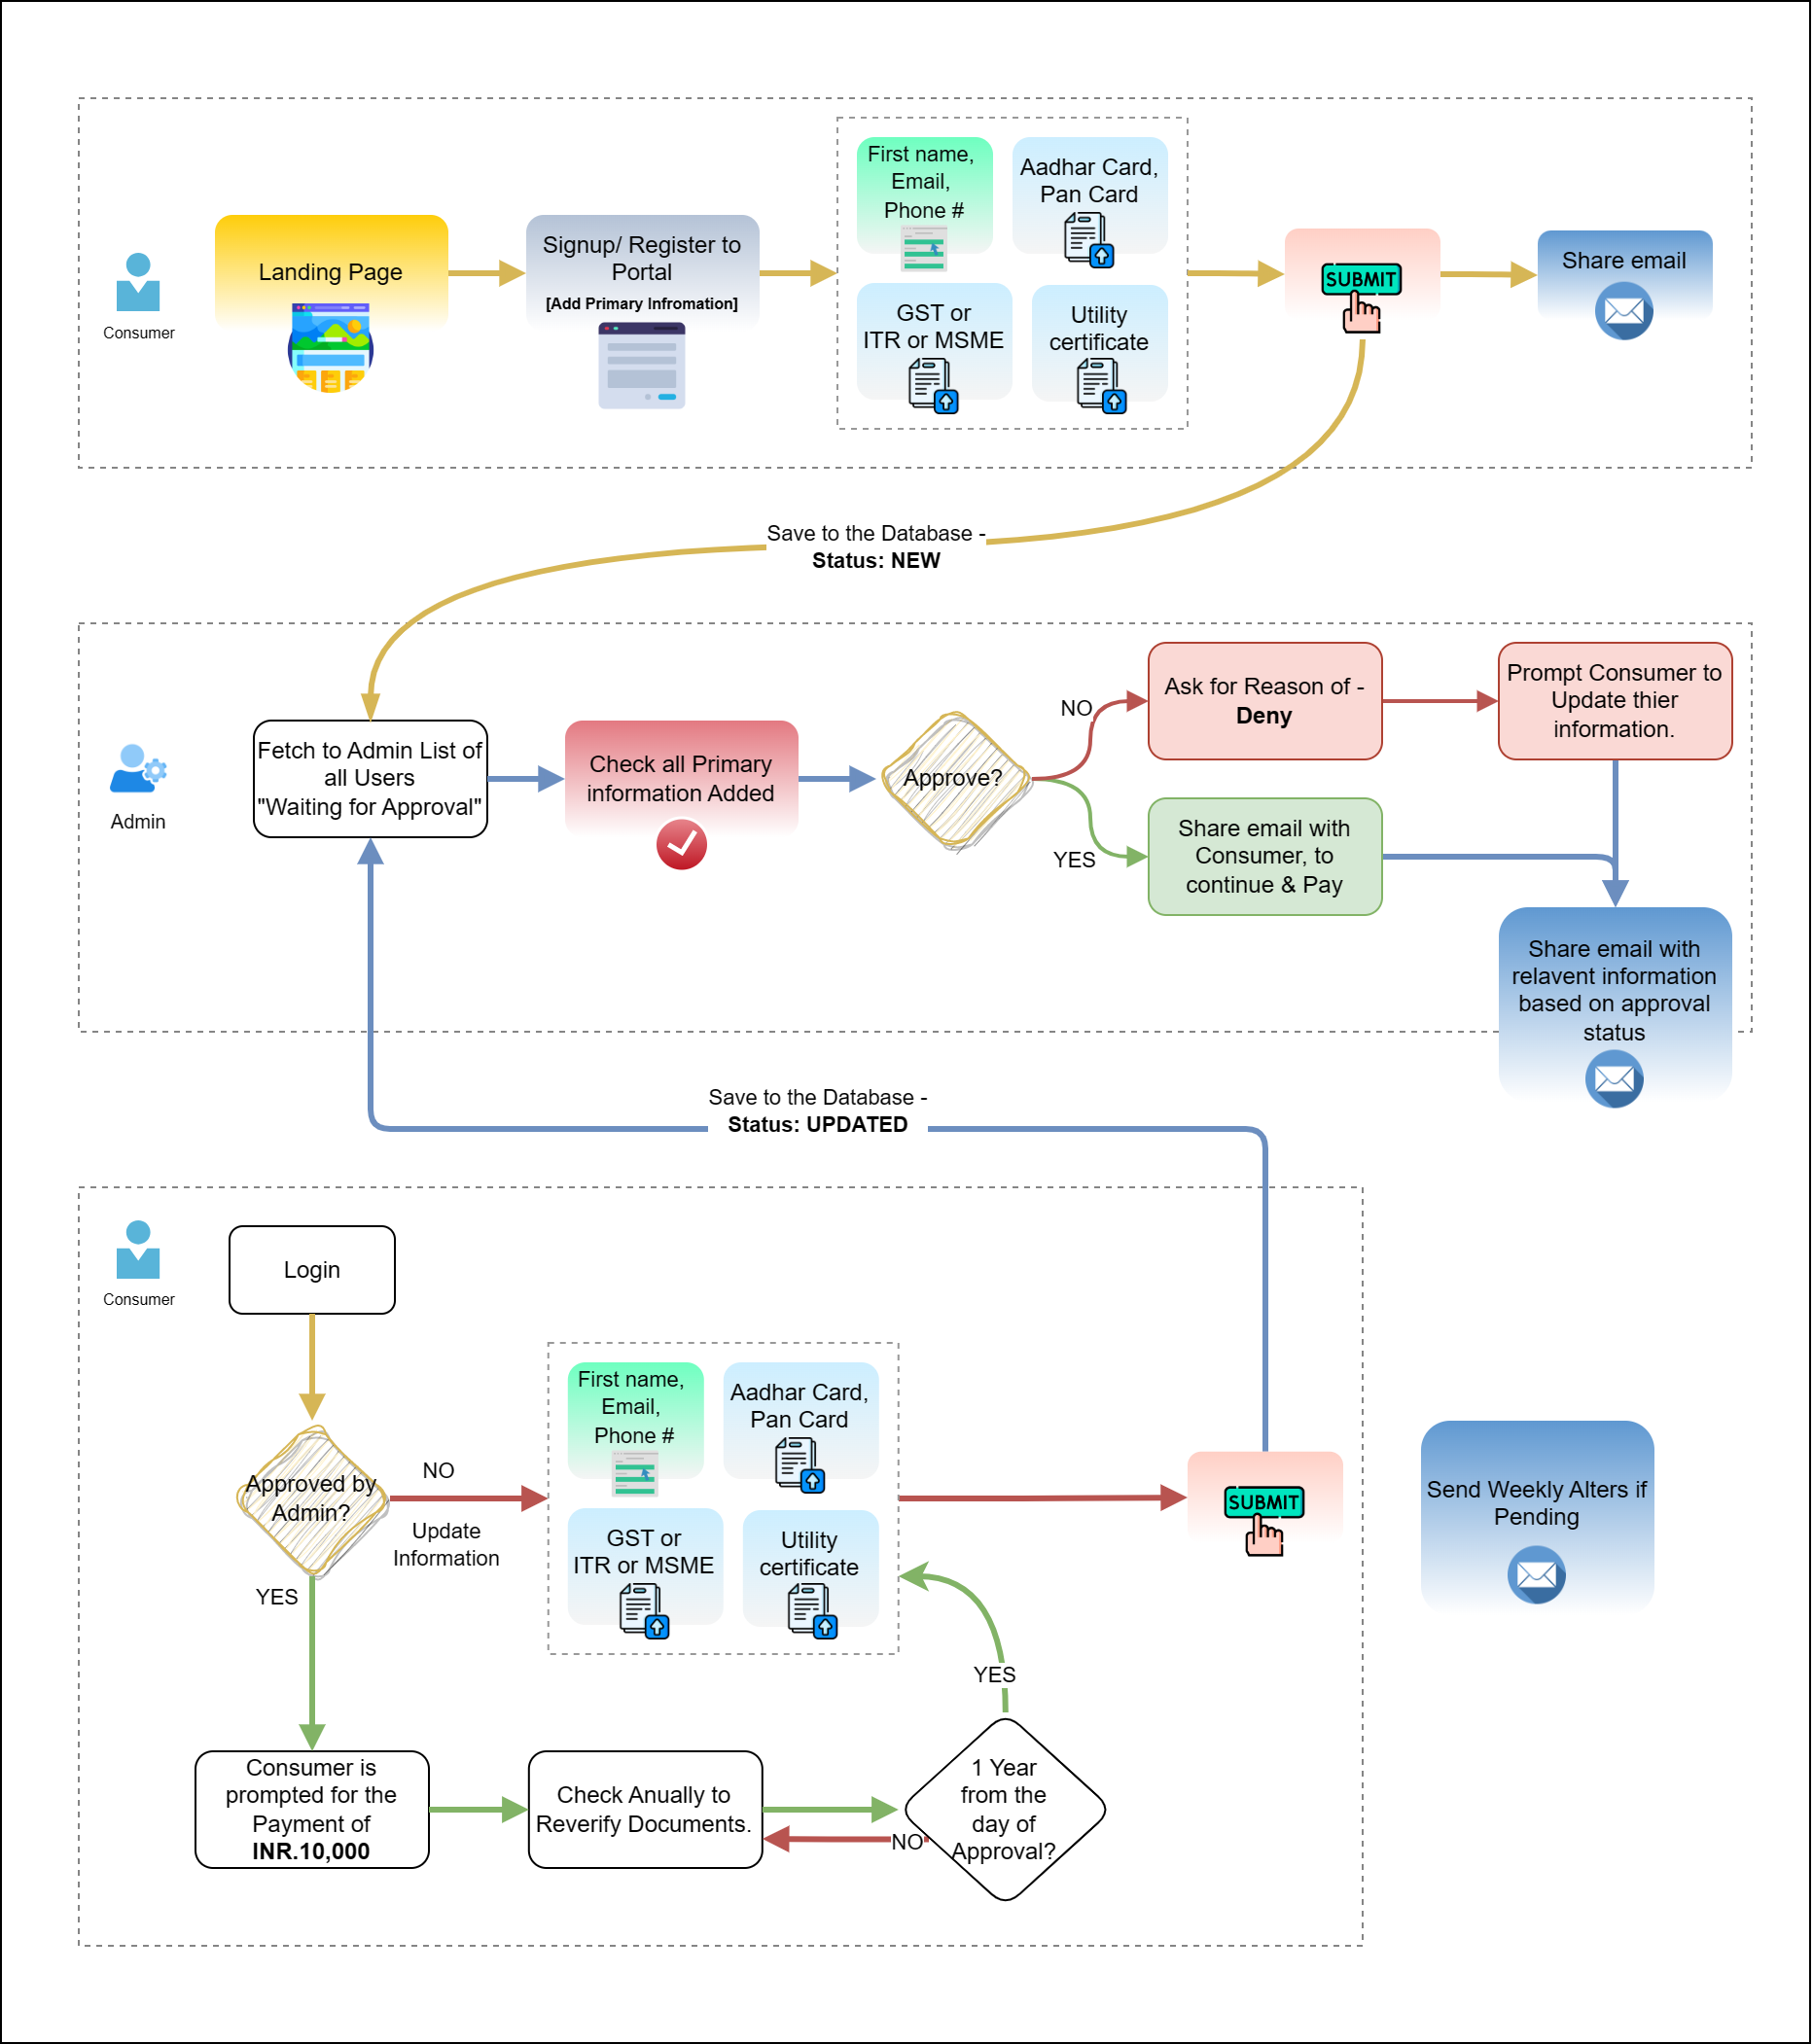 Consumer
Landing Page
Signup/ Register to
Portal
[Add Primary Infromation]
First name,
Email,
Phone #
Aadhar Card,
Pan Card
GST or
ITR or MSME
Utility
certificate
SUBMIT
Share email
Save to the Database -
Status: NEW
Admin
Fetch to Admin List of
all Users
"Waiting for Approval"
Check all Primary
information Added
Approve?
NO
Ask for Reason of -
Deny
Prompt Consumer to
Update thier
information.
YES
Share email with
Consumer, to
continue & Pay
Share email with
relavent information
based on approval
status
Save to the Database -
Status: UPDATED
Consumer
Login
Approved by
Admin?
NO
Update
Information
First name,
Email,
Phone #
Aadhar Card,
Pan Card
GST or
ITR or MSME
Utility
certificate
SUBMIT
Send Weekly Alters if
Pending
YES
YES
Consumer is
prompted for the
Payment of
INR.10,000
Check Anually to
Reverify Documents.
NO
1 Year
from the
day of
Approval?